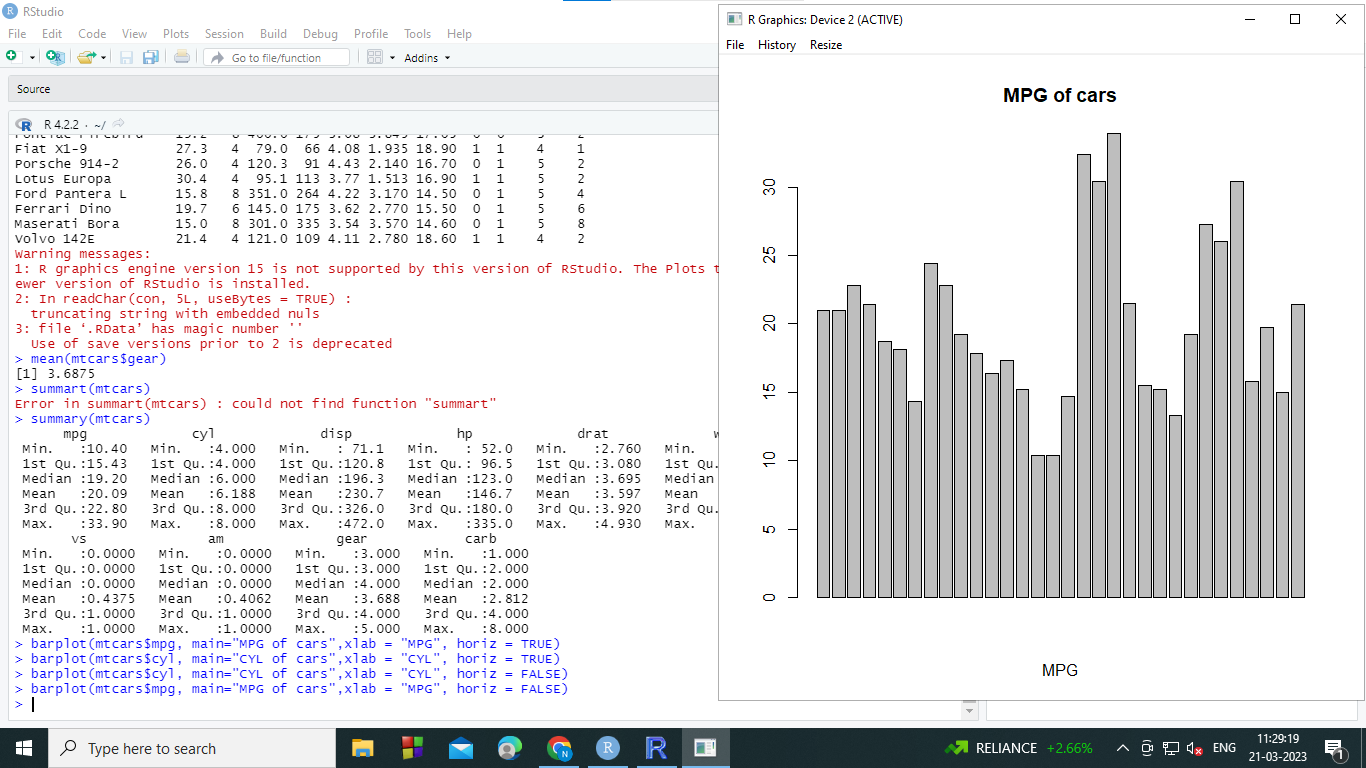 RStudio
File Edit Code View Plots Session Build Debug Profile Tools Help
Go to file/function
Addins
Source
R 4.2.2 · ~/
Pontiac Firebird 19.2 8 400.0 175 3.08 3.845 17.05 0 0 3 2
Fiat X1-9 27.3 4 79.0 66 4.08 1.935 18.90 1 1 4 1
Porsche 914-2 26.0 4 120.3 91 4.43 2.140 16.70 0 1 5 2
Lotus Europa 30.4 4 95.1 113 3.77 1.513 16.90 1 1 5 2
Ford Pantera L 15.8 8 351.0 264 4.22 3.170 14.50 0 1 5 4
Ferrari Dino 19.7 6 145.0 175 3.62 2.770 15.50 0 1 5 6
Maserati Bora 15.0 8 301.0 335 3.54 3.570 14.60 0 1 5 8
Volvo 142E 21.4 4 121.0 109 4.11 2.780 18.60 1 1 4 2
Warning messages:
1: R graphics engine version 15 is not supported by this version of RStudio. The Plots t
ewer version of RStudio is installed.
2: In readChar(con, 5L, useBytes = TRUE) :
truncating string with embedded nuls
3: file ‘.RData’ has magic number ''
Use of save versions prior to 2 is deprecated
> mean(mtcars$gear)
[1] 3.6875
> summart(mtcars)
Error in summart(mtcars) : could not find function "summart"
> summary(mtcars)
mpg cyl disp hp drat w
Min. :10.40 Min. :4.000 Min. : 71.1 Min. : 52.0 Min. :2.760 Min.
1st Qu.:15.43 1st Qu.:4.000 1st Qu.:120.8 1st Qu.: 96.5 1st Qu.:3.080 1st Qu.
Median :19.20 Median :6.000 Median :196.3 Median :123.0 Median :3.695 Median
Mean :20.09 Mean :6.188 Mean :230.7 Mean :146.7 Mean :3.597 Mean
3rd Qu.:22.80 3rd Qu.:8.000 3rd Qu.:326.0 3rd Qu.:180.0 3rd Qu.:3.920 3rd Qu.
Max. :33.90 Max. :8.000 Max. :472.0 Max. :335.0 Max. :4.930 Max.
vs am gear carb
Min. :0.0000 Min. :0.0000 Min. :3.000 Min. :1.000
1st Qu.:0.0000 1st Qu.:0.0000 1st Qu.:3.000 1st Qu.:2.000
Median :0.0000 Median :0.0000 Median :4.000 Median :2.000
Mean :0.4375 Mean :0.4062 Mean :3.688 Mean :2.812
3rd Qu.:1.0000 3rd Qu.:1.0000 3rd Qu.:4.000 3rd Qu.:4.000
Max. :1.0000 Max. :1.0000 Max. :5.000 Max. :8.000
> barplot(mtcars$mpg, main="MPG of cars",xlab = "MPG", horiz = TRUE)
> barplot(mtcars$cyl, main="CYL of cars",xlab = "CYL", horiz = TRUE)
> barplot(mtcars$cyl, main="CYL of cars",xlab = "CYL", horiz = FALSE)
> barplot(mtcars$mpg, main="MPG of cars",xlab = "MPG", horiz = FALSE)
>
R Graphics: Device 2 (ACTIVE)
File History Resize
MPG of cars
30
25
20
15
10
5
0
MPG
Type here to search
RELIANCE +2.66%
ENG
11:29:19
21-03-2023
1